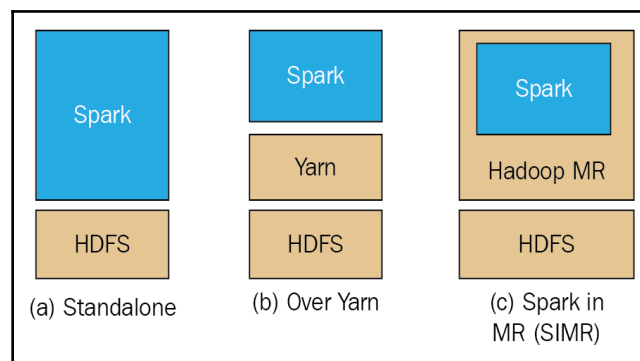 Spark
HDFS
(a) Standalone
Spark
Yarn
HDFS
(b) Over Yarn
Spark
Hadoop MR
HDFS
(c) Spark in
MR (SIMR)